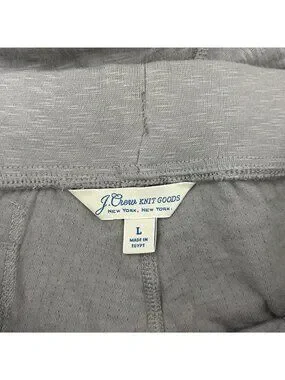 J.Crew KNIT GOODS
NEW YORK, NEW YORK.
L
MADE IN
EGYPT